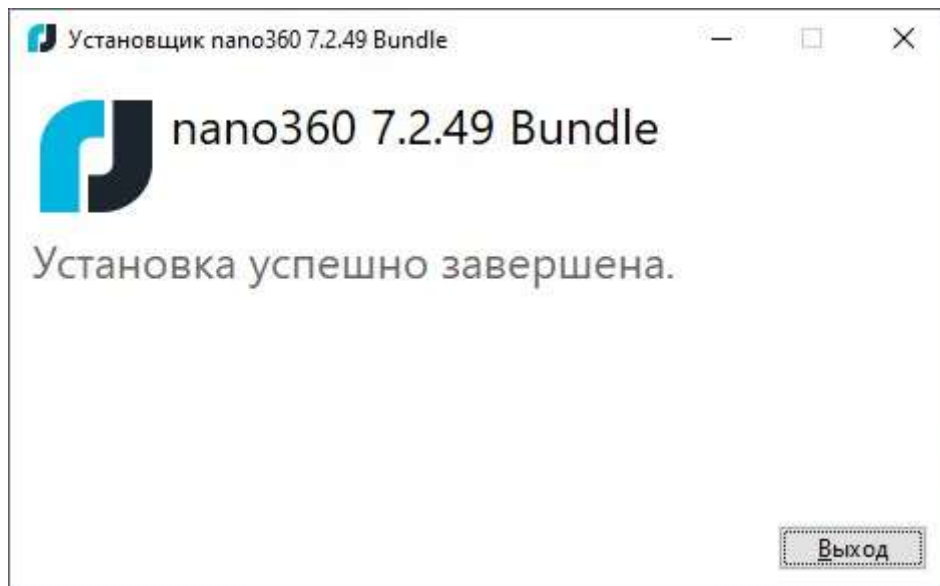 Установщик nano360 7.2.49 Bundle
nano360 7.2.49 Bundle
Установка успешно завершена.
Выход